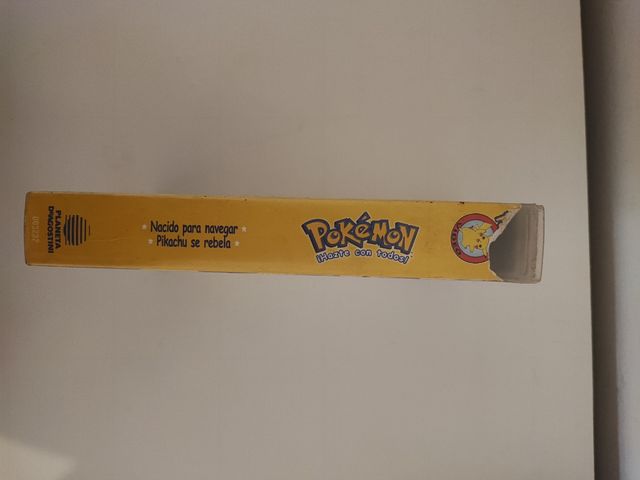 POKéMON
¡Hazte con todos!
Nacido para navegar
Pikachu se rebela
PLANETA
DeAGOSTINI